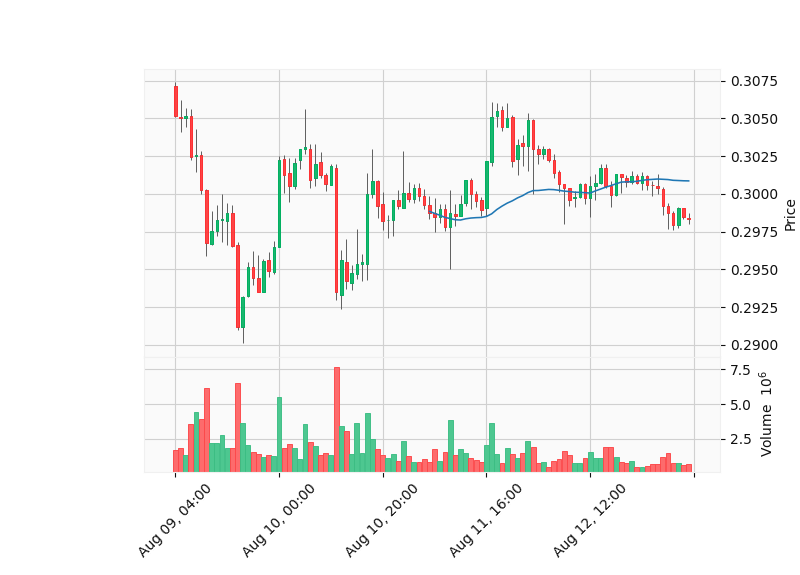 0.3075
0.3050
0.3025
0.3000
0.2975
0.2950
0.2925
0.2900
Price
7.5
5.0
2.5
Volume 10^6
Aug 09, 04:00
Aug 10, 00:00
Aug 10, 20:00
Aug 11, 16:00
Aug 12, 12:00